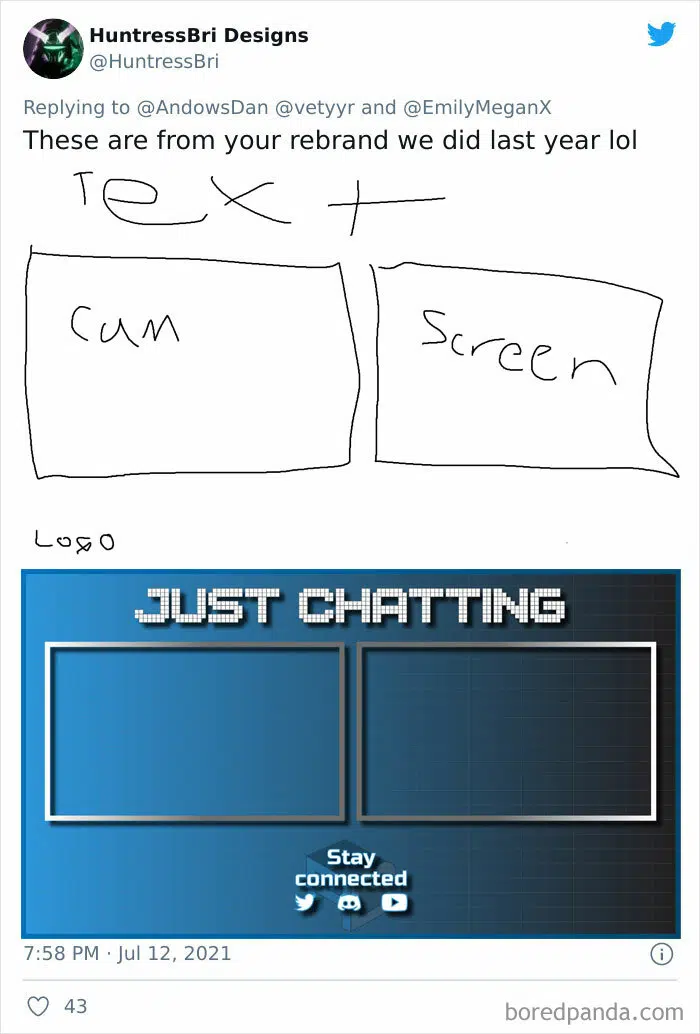 HuntressBri Designs
@HuntressBri
Replying to @AndowsDan @vetyyr and @EmilyMeganX
These are from your rebrand we did last year lol
Text
Cam
Screen
Logo
JUST CHATTING
Stay
connected
7:58 PM · Jul 12, 2021
43
boredpanda.com